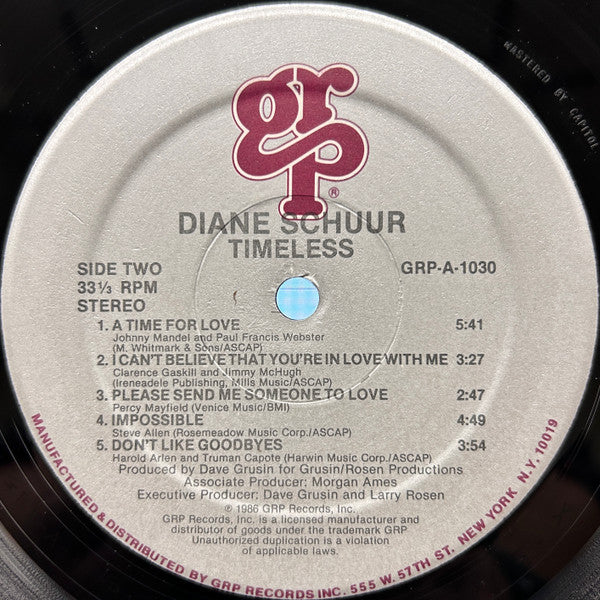 grp®
DIANE SCHUUR
TIMELESS
SIDE TWO
33⅓ RPM
STEREO
GRP-A-1030
1. A TIME FOR LOVE 5:41
Johnny Mandel and Paul Francis Webster
(M. Whitmark & Sons/ASCAP)
2. I CAN'T BELIEVE THAT YOU'RE IN LOVE WITH ME 3:27
Clarence Gaskill and Jimmy McHugh
(Ireneadele Publishing, Mills Music/ASCAP)
3. PLEASE SEND ME SOMEONE TO LOVE 2:47
Percy Mayfield (Venice Music/BMI)
4. IMPOSSIBLE 4:49
Steve Allen (Rosemeadow Music Corp./ASCAP)
5. DON'T LIKE GOODBYES 3:54
Harold Arlen and Truman Capote (Harwin Music Corp./ASCAP)
Produced by Dave Grusin for Grusin/Rosen Productions
Associate Producer: Morgan Ames
Executive Producer: Dave Grusin and Larry Rosen
℗ 1986 GRP Records, Inc.
GRP Records, Inc. is a licensed manufacturer and
distributor of goods under the trademark GRP
Unauthorized duplication is a violation
of applicable laws.
MANUFACTURED & DISTRIBUTED BY GRP RECORDS INC. 555 W. 57TH ST. NEW YORK N.Y. 10019
MASTERED BY CAPITOL